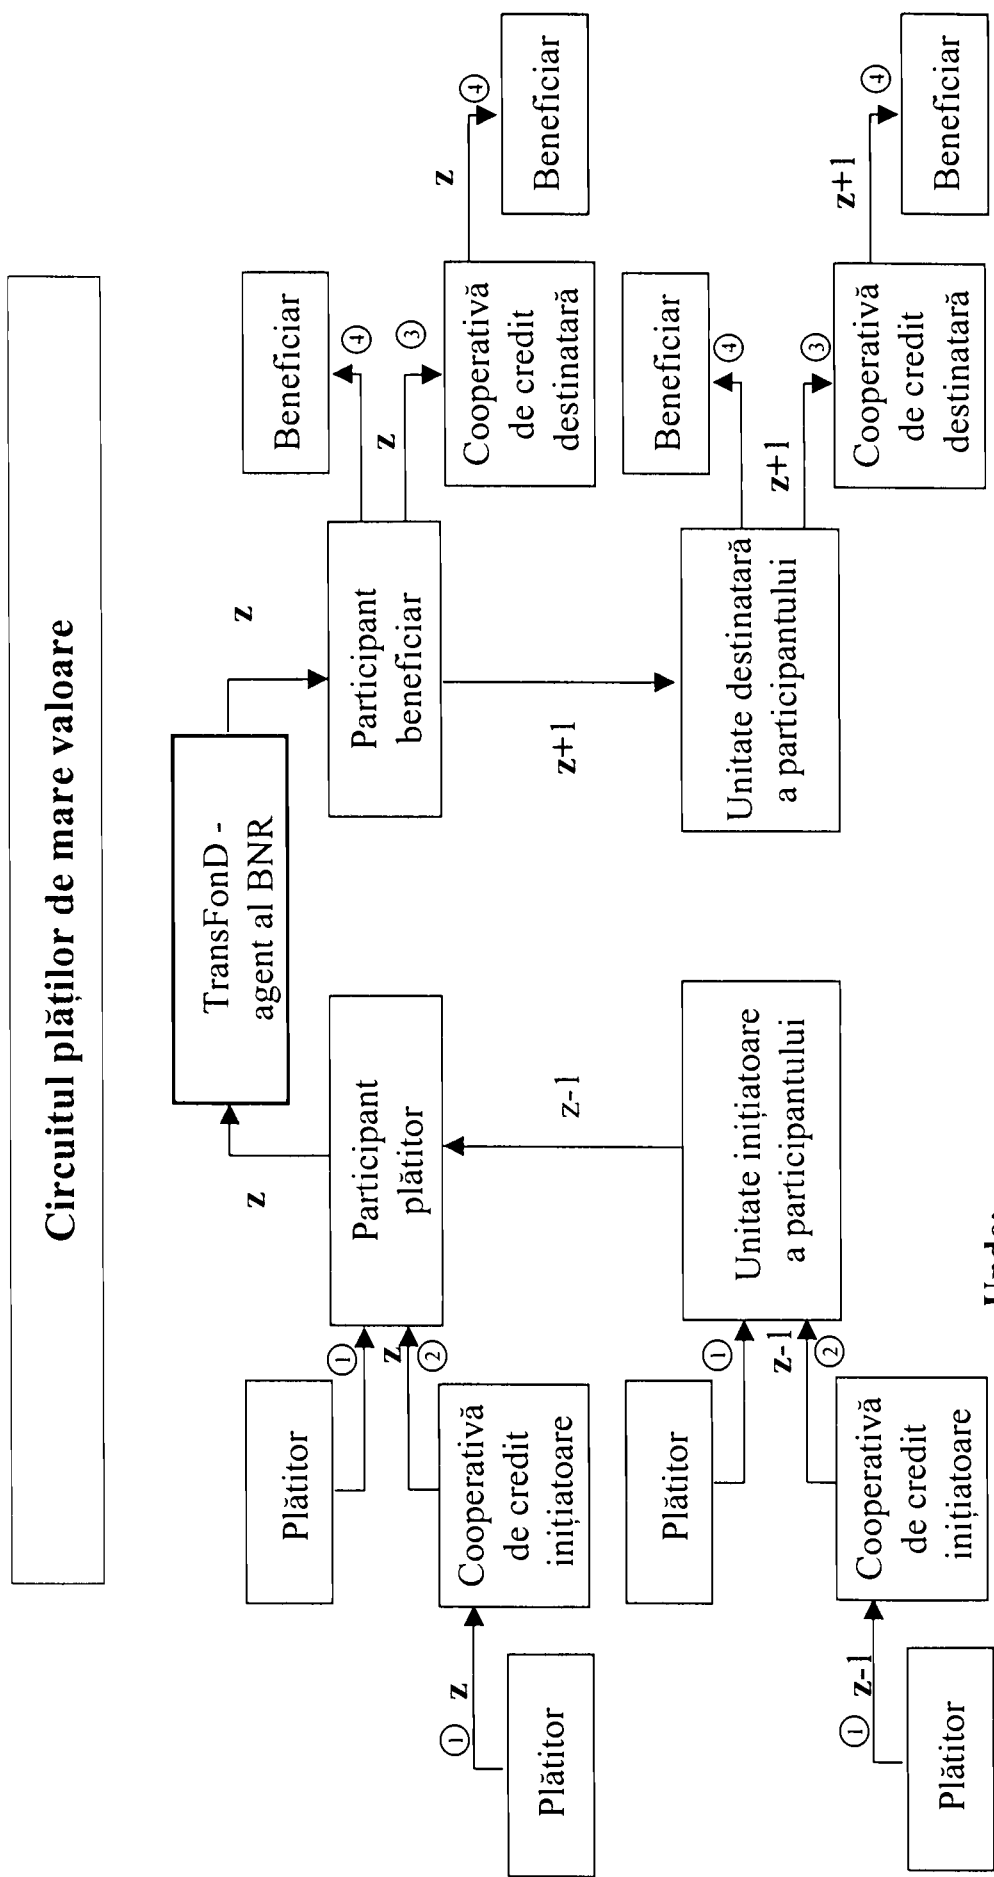 Circuitul plăților de mare valoare
TransFonD -
agent al BNR
z
z
Plătitor
①
Participant
plătitor
z
②
Cooperativă
de credit
inițiatoare
①
z
Plătitor
Participant
beneficiar
Beneficiar
④
z
③
Cooperativă
de credit
destinatară
z
④
Beneficiar
z-1
z+1
Plătitor
①
Unitate inițiatoare
a participantului
z-1
②
Cooperativă
de credit
inițiatoare
①
z-1
Plătitor
Unitate destinatară
a participantului
Beneficiar
④
z+1
③
Cooperativă
de credit
destinatară
z+1
④
Beneficiar